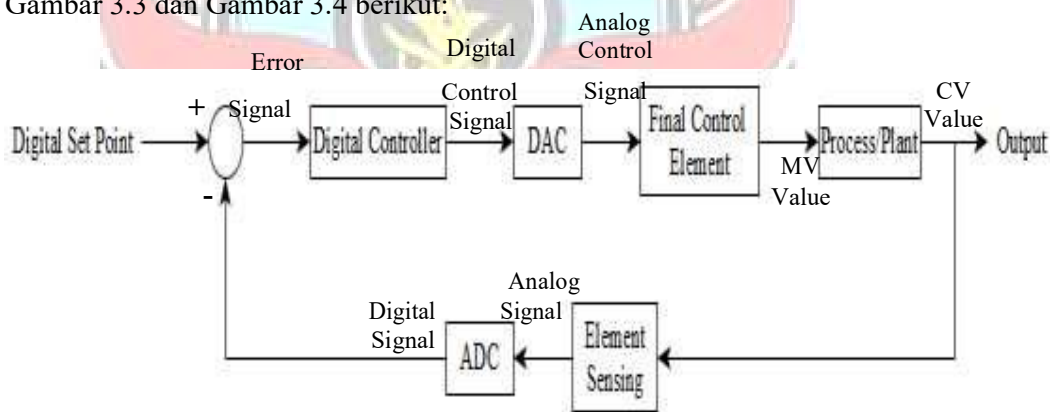 Gambar 3.3 dan Gambar 3.4 berikut:
Error
Signal
Digital
Control
Signal
Analog
Control
Signal
CV
Value
+
Digital Set Point
Digital Controller
DAC
Final Control
Element
MV
Value
Process/Plant
Output
-
Digital
Signal
ADC
Analog
Signal
Element
Sensing